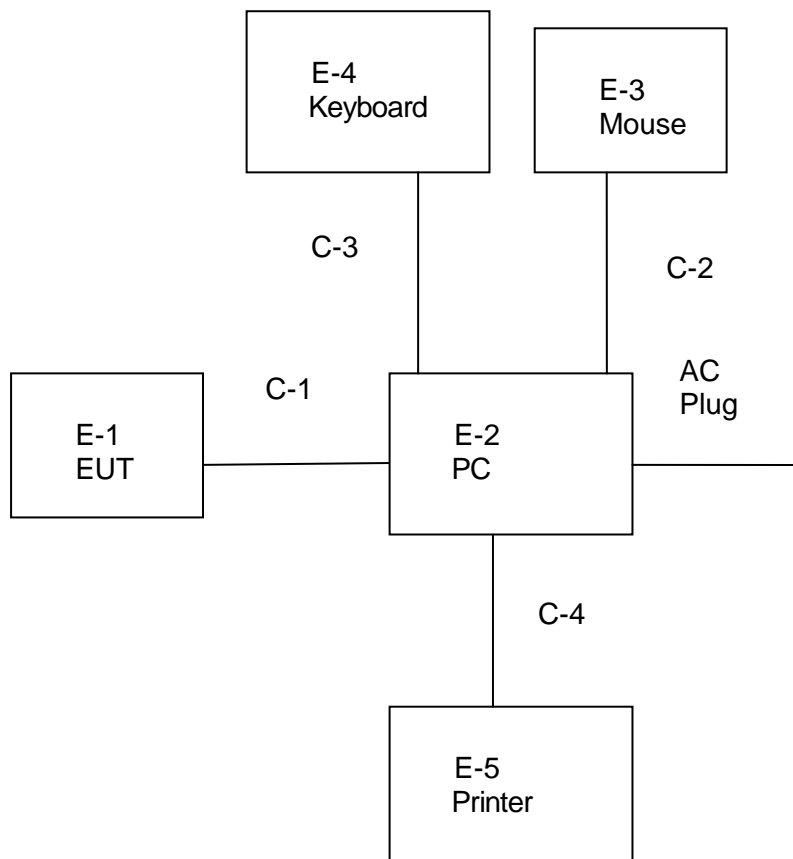 E-4
Keyboard
E-3
Mouse
C-3
C-2
C-1
AC
Plug
E-1
EUT
E-2
PC
C-4
E-5
Printer